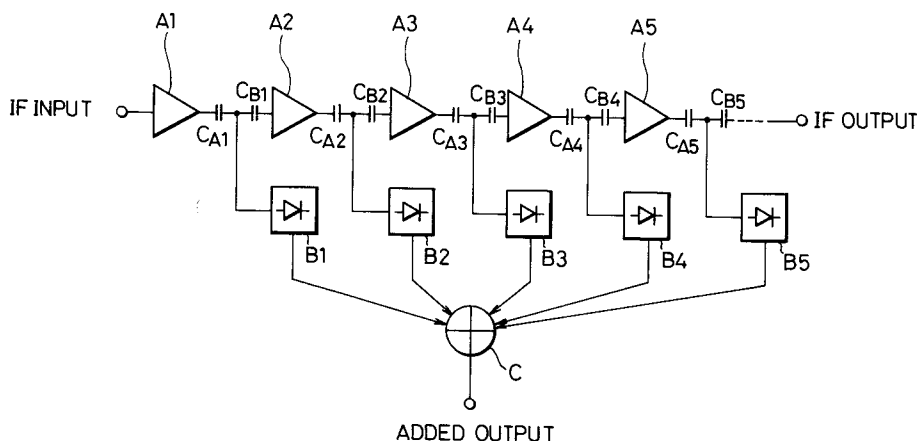 A1
A2
A3
A4
A5
IF INPUT
CA1
CB1
CA2
CB2
CA3
CB3
CA4
CB4
CA5
CB5
IF OUTPUT
B1
B2
B3
B4
B5
C
ADDED OUTPUT